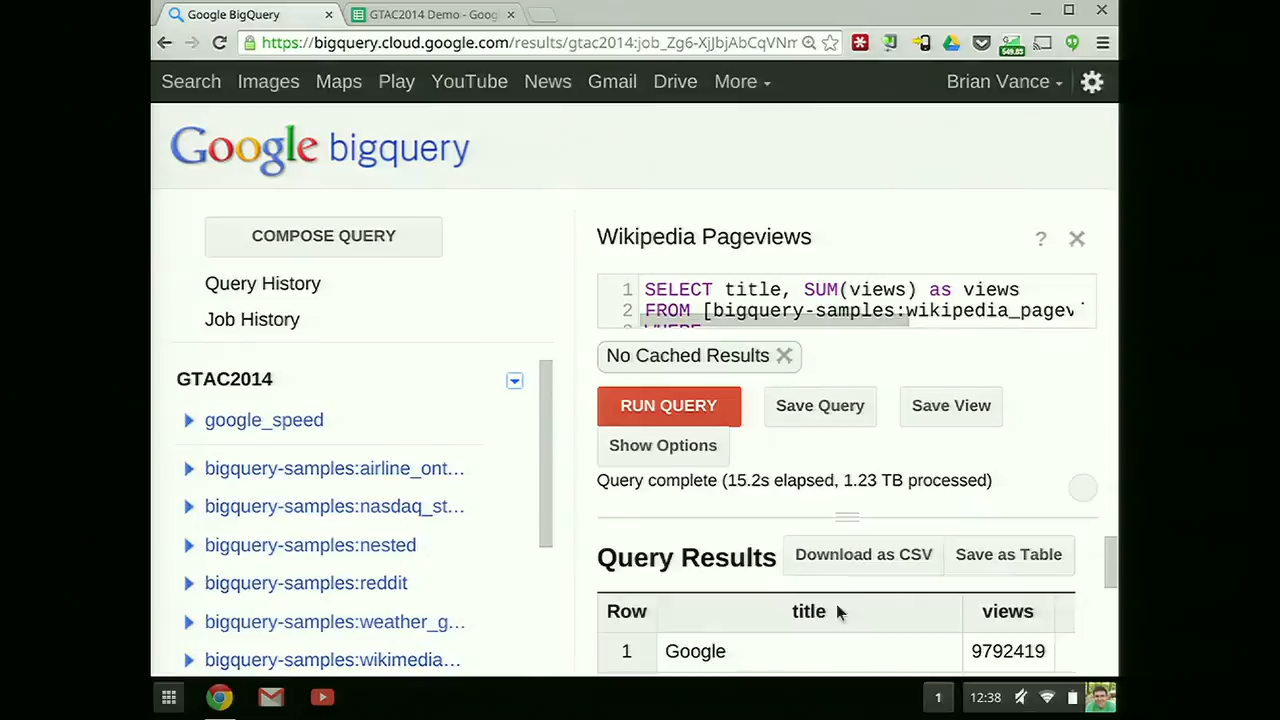 Google BigQuery
GTAC2014 Demo - Goog
https://bigquery.cloud.google.com/results/gtac2014:job_Zg6-XjJbjAbCqVNm
Search Images Maps Play YouTube News Gmail Drive More
Brian Vance
Google bigquery
COMPOSE QUERY
Query History
Job History
GTAC2014
google_speed
bigquery-samples:airline_ont...
bigquery-samples:nasdaq_st...
bigquery-samples:nested
bigquery-samples:reddit
bigquery-samples:weather_g...
bigquery-samples:wikimedia...
Wikipedia Pageviews
?
1 SELECT title, SUM(views) as views
2 FROM [bigquery-samples:wikipedia_pagev
3 WHERE
No Cached Results
RUN QUERY
Save Query
Save View
Show Options
Query complete (15.2s elapsed, 1.23 TB processed)
Query Results
Download as CSV
Save as Table
Row title views
1 Google 9792419
1
12:38